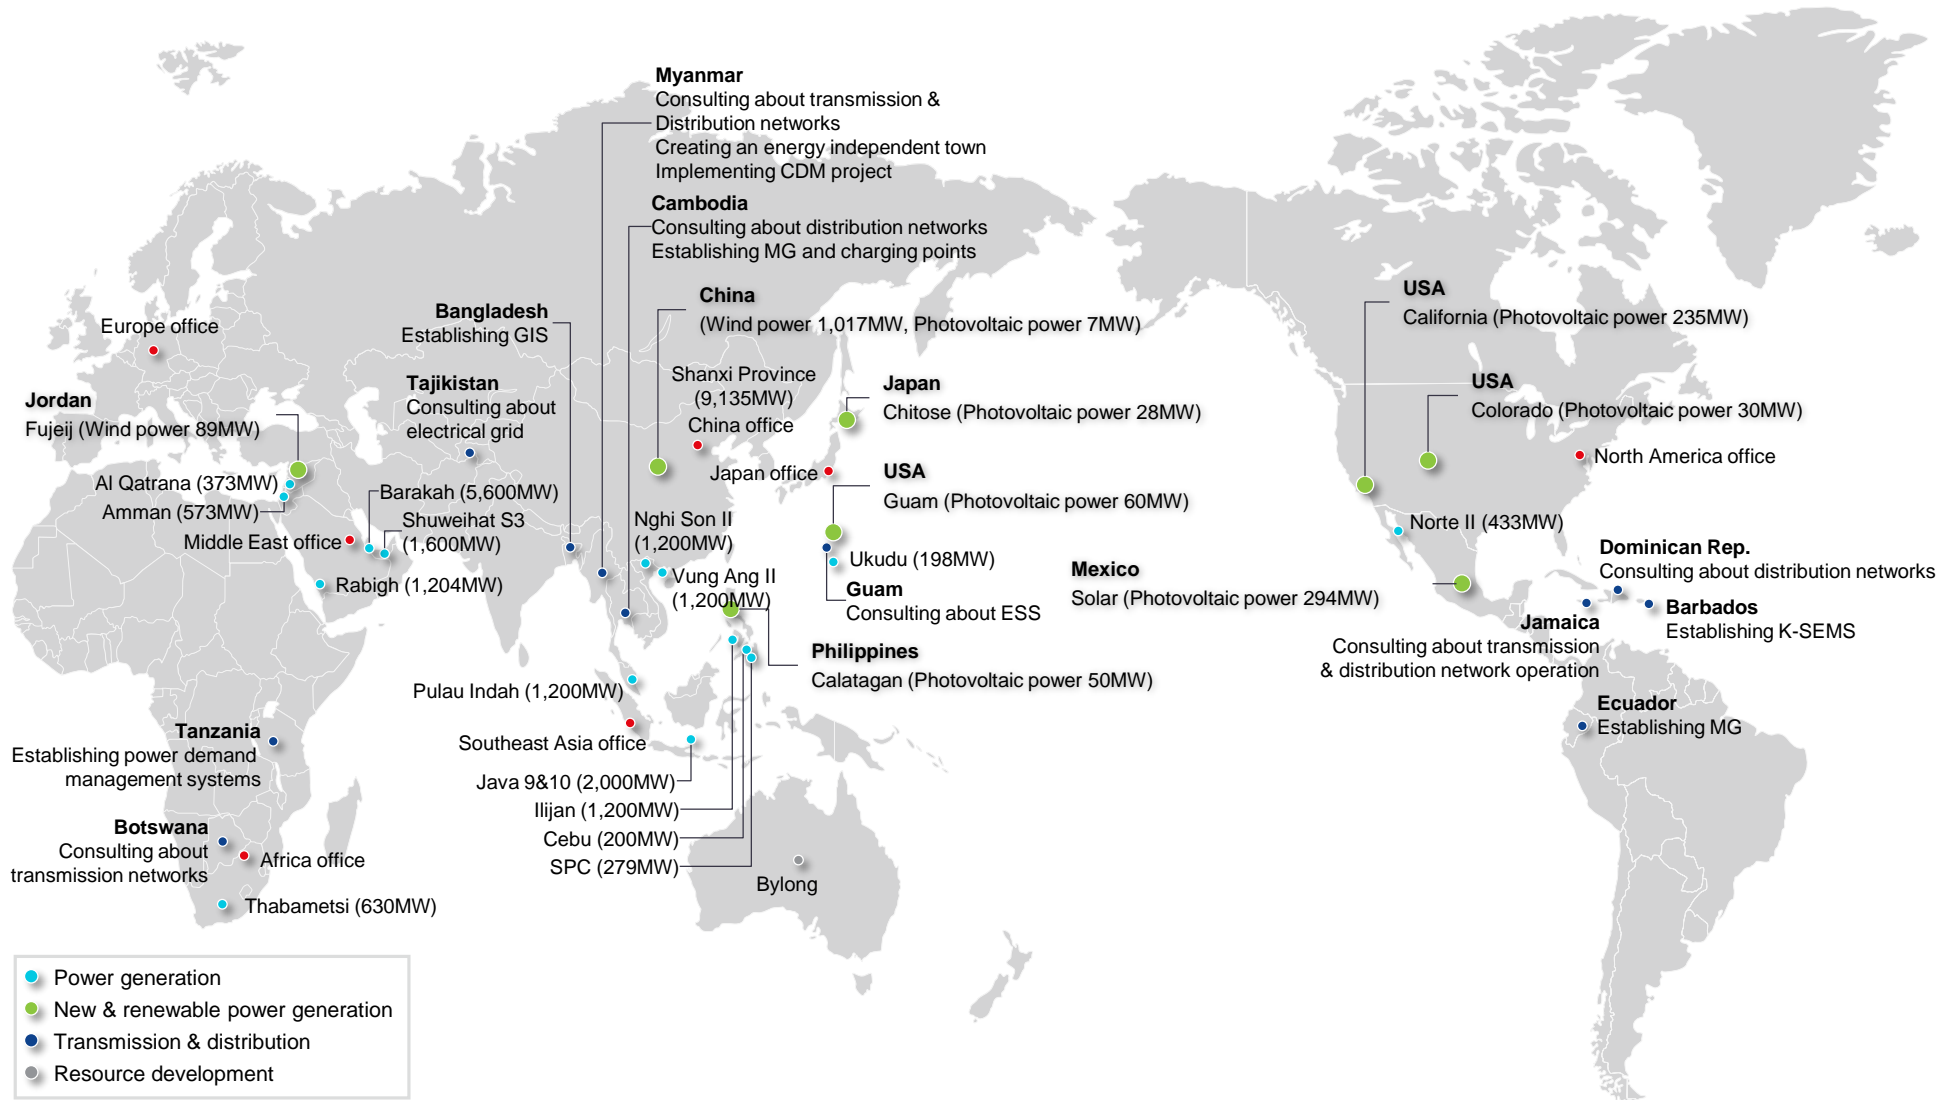 Myanmar
Consulting about transmission &
Distribution networks
Creating an energy independent town
Implementing CDM project
Cambodia
Consulting about distribution networks
Establishing MG and charging points
China
(Wind power 1,017MW, Photovoltaic power 7MW)
Bangladesh
Establishing GIS
Europe office
Tajikistan
Consulting about
electrical grid
Shanxi Province
(9,135MW)
China office
Japan
Chitose (Photovoltaic power 28MW)
Japan office
Jordan
Fujeij (Wind power 89MW)
Al Qatrana (373MW)
Amman (573MW)
Middle East office
Barakah (5,600MW)
Shuweihat S3
(1,600MW)
Rabigh (1,204MW)
Nghi Son II
(1,200MW)
Vung Ang II
(1,200MW)
USA
Guam (Photovoltaic power 60MW)
Ukudu (198MW)
Guam
Consulting about ESS
Philippines
Calatagan (Photovoltaic power 50MW)
Pulau Indah (1,200MW)
Southeast Asia office
Java 9&10 (2,000MW)
Ilijan (1,200MW)
Cebu (200MW)
SPC (279MW)
Bylong
Tanzania
Establishing power demand
management systems
Botswana
Consulting about
transmission networks
Africa office
Thabametsi (630MW)
USA
California (Photovoltaic power 235MW)
USA
Colorado (Photovoltaic power 30MW)
North America office
Norte II (433MW)
Mexico
Solar (Photovoltaic power 294MW)
Dominican Rep.
Consulting about distribution networks
Barbados
Establishing K-SEMS
Jamaica
Consulting about transmission
& distribution network operation
Ecuador
Establishing MG
Power generation
New & renewable power generation
Transmission & distribution
Resource development